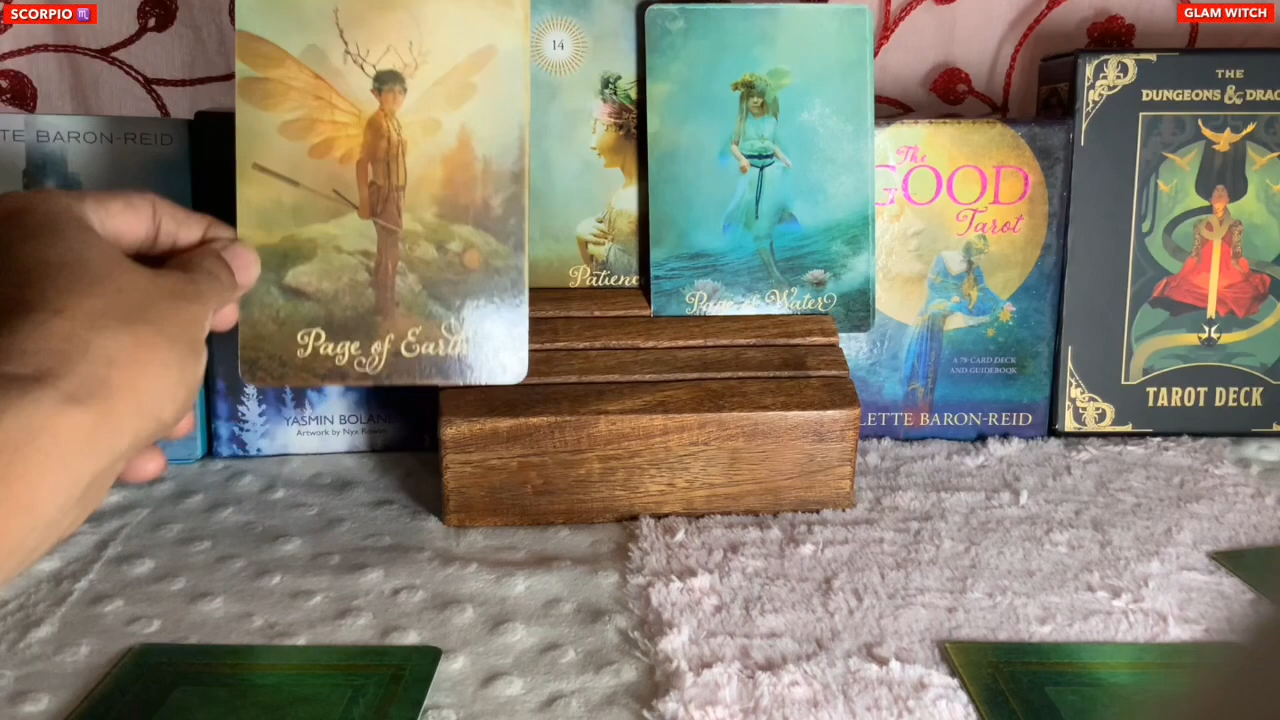 SCORPIO ♏
GLAM WITCH
14
THE
DUNGEONS & DRAG
TE BARON-REID
The
GOOD
Tarot
Patienc
Page of Water
Page of Earth
A 78-CARD DECK
AND GUIDEBOOK
TAROT DECK
YASMIN BOLAN
Artwork by Nyx Rowan
LETTE BARON-REID